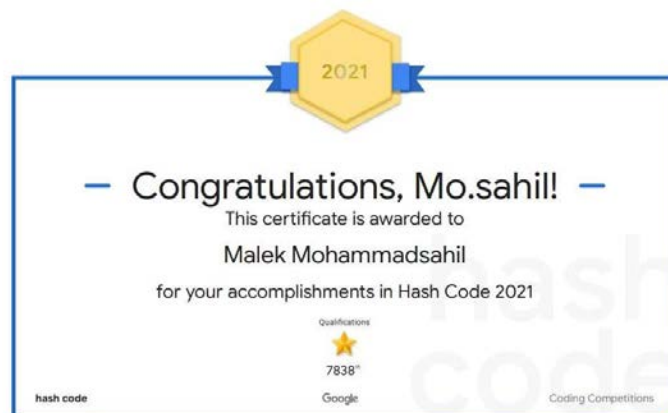 2021
Congratulations, Mo.sahil!
This certificate is awarded to
Malek Mohammadsahil
for your accomplishments in Hash Code 2021
Qualifications
7838th
hash code
hash code Google Coding Competitions